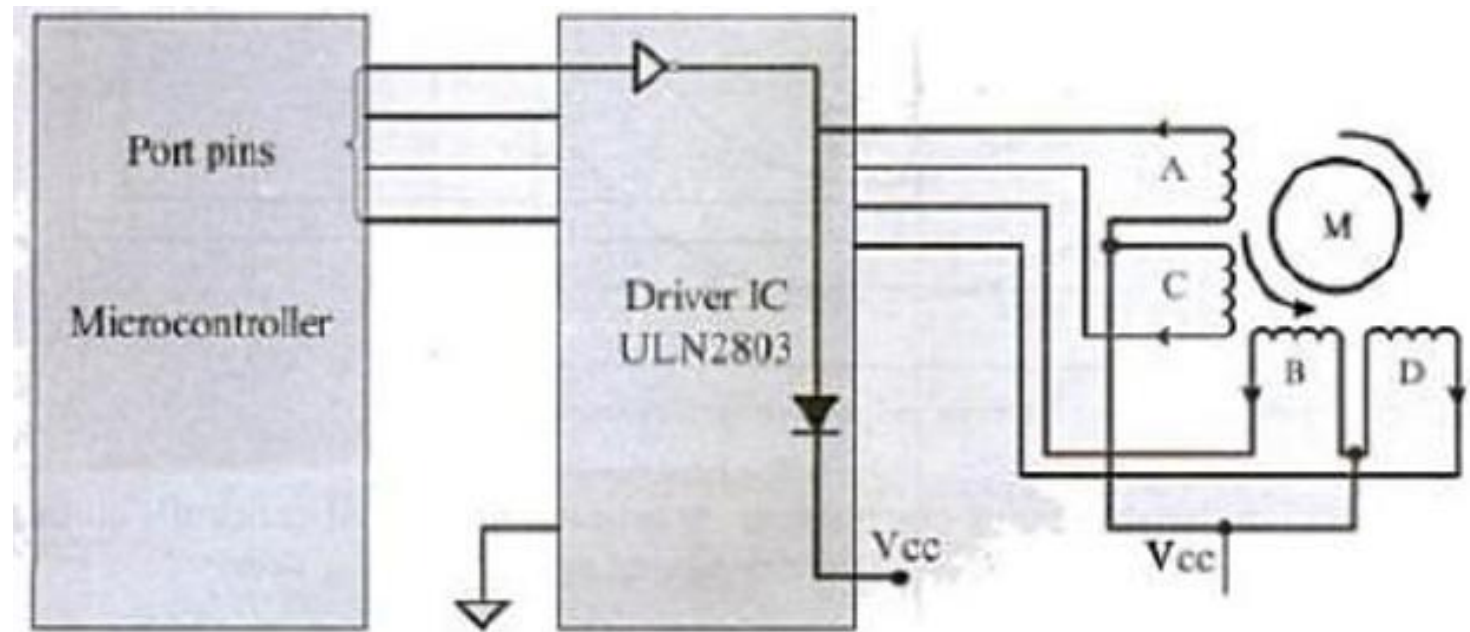 Port pins
Microcontroller
Driver IC
ULN2803
Vcc
A
C
M
B
D
Vcc